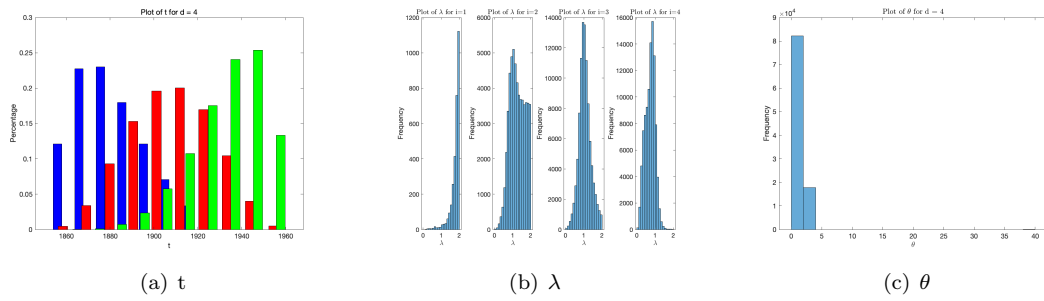 Plot of t for d = 4
0.3
0.25
0.2
0.15
0.1
0.05
0
Percentage
1860
1880
1900
1920
1940
1960
t
(a) t
Plot of λ for i=1
1200
1000
800
600
400
200
0
Frequency
0 1 2
λ
Plot of λ for i=2
6000
5000
4000
3000
2000
1000
0
Frequency
0 1 2
λ
Plot of λ for i=3
14000
12000
10000
8000
6000
4000
2000
0
Frequency
0 1 2
λ
Plot of λ for i=4
16000
14000
12000
10000
8000
6000
4000
2000
0
Frequency
0 1 2
λ
(b) λ
×10⁴
Plot of θ for d = 4
9
8
7
6
5
4
3
2
1
0
Frequency
0 5 10 15 20 25 30 35 40
θ
(c) θ